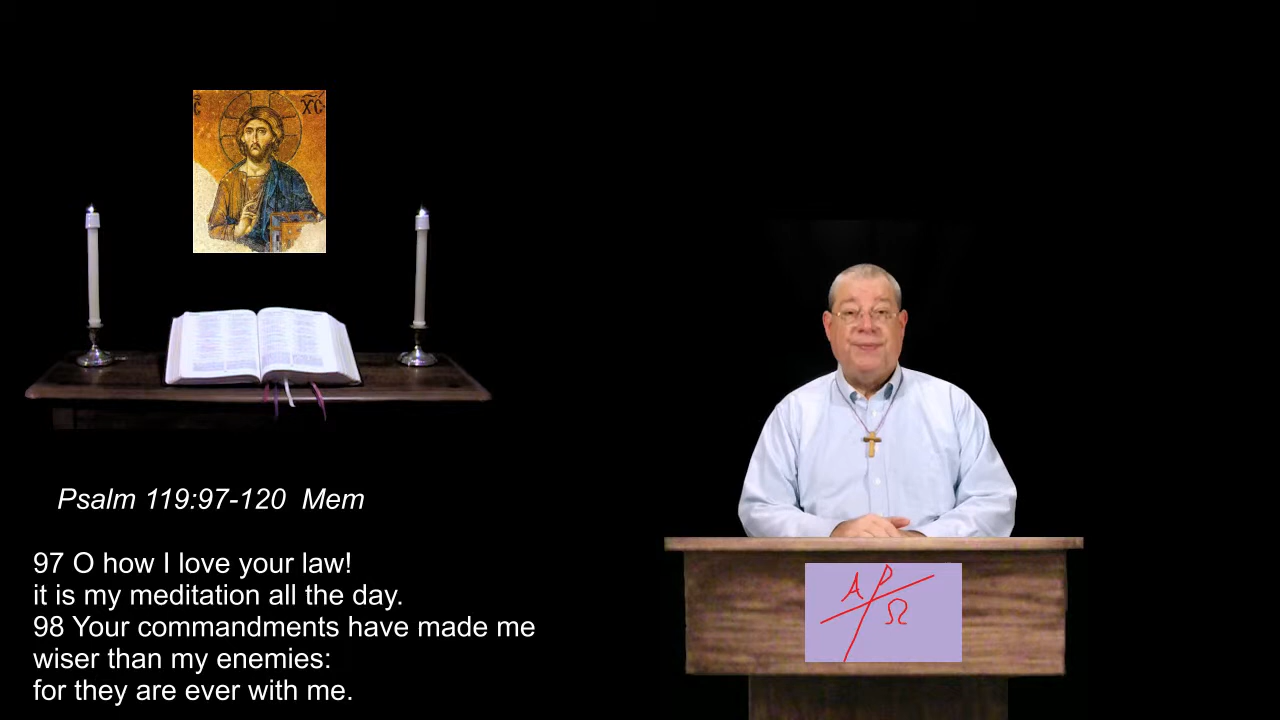 C XC
Psalm 119:97-120 Mem
97 O how I love your law!
it is my meditation all the day.
98 Your commandments have made me
wiser than my enemies:
for they are ever with me.
Α Ρ
Ω